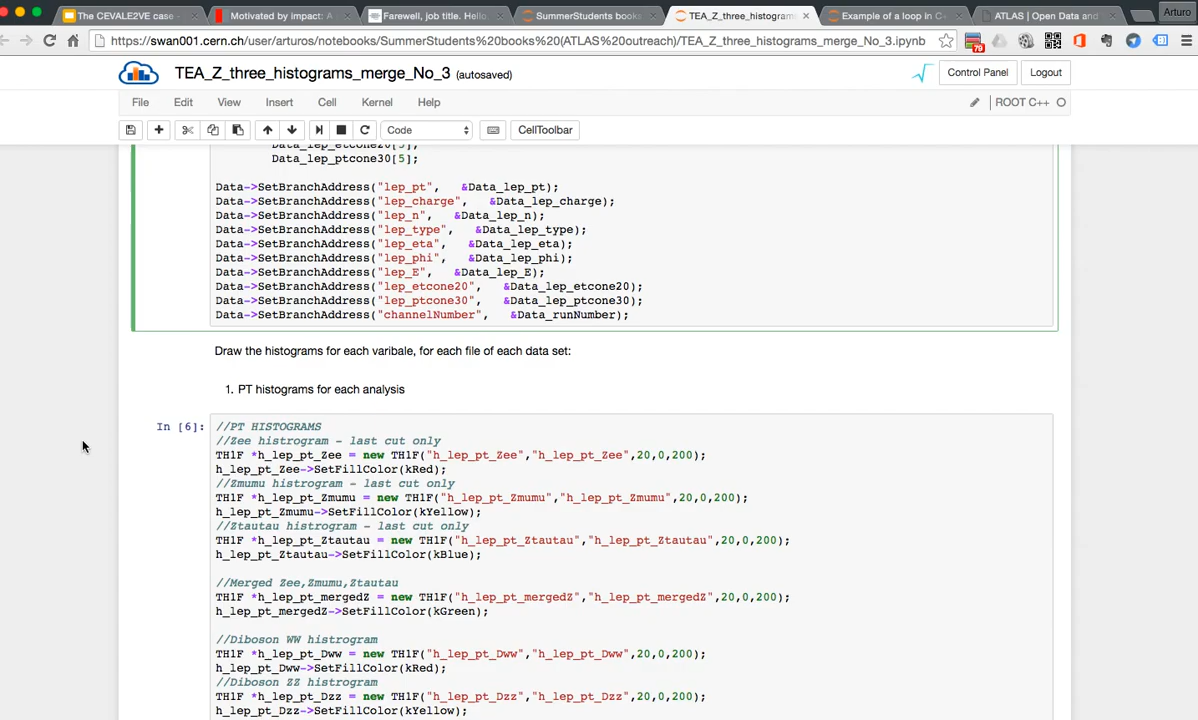 The CEVALE2VE case -
Motivated by impact: A
Farewell, job title. Hello.
SummerStudents books
TEA_Z_three_histogram
Example of a loop in C+
ATLAS | Open Data and
Arturo
https://swan001.cern.ch/user/arturos/notebooks/SummerStudents%20books%20(ATLAS%20outreach)/TEA_Z_three_histograms_merge_No_3.ipynb
79
TEA_Z_three_histograms_merge_No_3 (autosaved)
Control Panel
Logout
File Edit View Insert Cell Kernel Help
ROOT C++
Code
CellToolbar
Data_lep_etcone20[5],
Data_lep_ptcone30[5];
Data->SetBranchAddress("lep_pt", &Data_lep_pt);
Data->SetBranchAddress("lep_charge", &Data_lep_charge);
Data->SetBranchAddress("lep_n", &Data_lep_n);
Data->SetBranchAddress("lep_type", &Data_lep_type);
Data->SetBranchAddress("lep_eta", &Data_lep_eta);
Data->SetBranchAddress("lep_phi", &Data_lep_phi);
Data->SetBranchAddress("lep_E", &Data_lep_E);
Data->SetBranchAddress("lep_etcone20", &Data_lep_etcone20);
Data->SetBranchAddress("lep_ptcone30", &Data_lep_ptcone30);
Data->SetBranchAddress("channelNumber", &Data_runNumber);
Draw the histograms for each varibale, for each file of each data set:
1. PT histograms for each analysis
In [6]:
//PT HISTOGRAMS
//Zee histrogram - last cut only
TH1F *h_lep_pt_Zee = new TH1F("h_lep_pt_Zee","h_lep_pt_Zee",20,0,200);
h_lep_pt_Zee->SetFillColor(kRed);
//Zmumu histrogram - last cut only
TH1F *h_lep_pt_Zmumu = new TH1F("h_lep_pt_Zmumu","h_lep_pt_Zmumu",20,0,200);
h_lep_pt_Zmumu->SetFillColor(kYellow);
//Ztautau histrogram - last cut only
TH1F *h_lep_pt_Ztautau = new TH1F("h_lep_pt_Ztautau","h_lep_pt_Ztautau",20,0,200);
h_lep_pt_Ztautau->SetFillColor(kBlue);
//Merged Zee,Zmumu,Ztautau
TH1F *h_lep_pt_mergedZ = new TH1F("h_lep_pt_mergedZ","h_lep_pt_mergedZ",20,0,200);
h_lep_pt_mergedZ->SetFillColor(kGreen);
//Diboson WW histrogram
TH1F *h_lep_pt_Dww = new TH1F("h_lep_pt_Dww","h_lep_pt_Dww",20,0,200);
h_lep_pt_Dww->SetFillColor(kRed);
//Diboson ZZ histrogram
TH1F *h_lep_pt_Dzz = new TH1F("h_lep_pt_Dzz","h_lep_pt_Dzz",20,0,200);
h_lep_pt_Dzz->SetFillColor(kYellow);